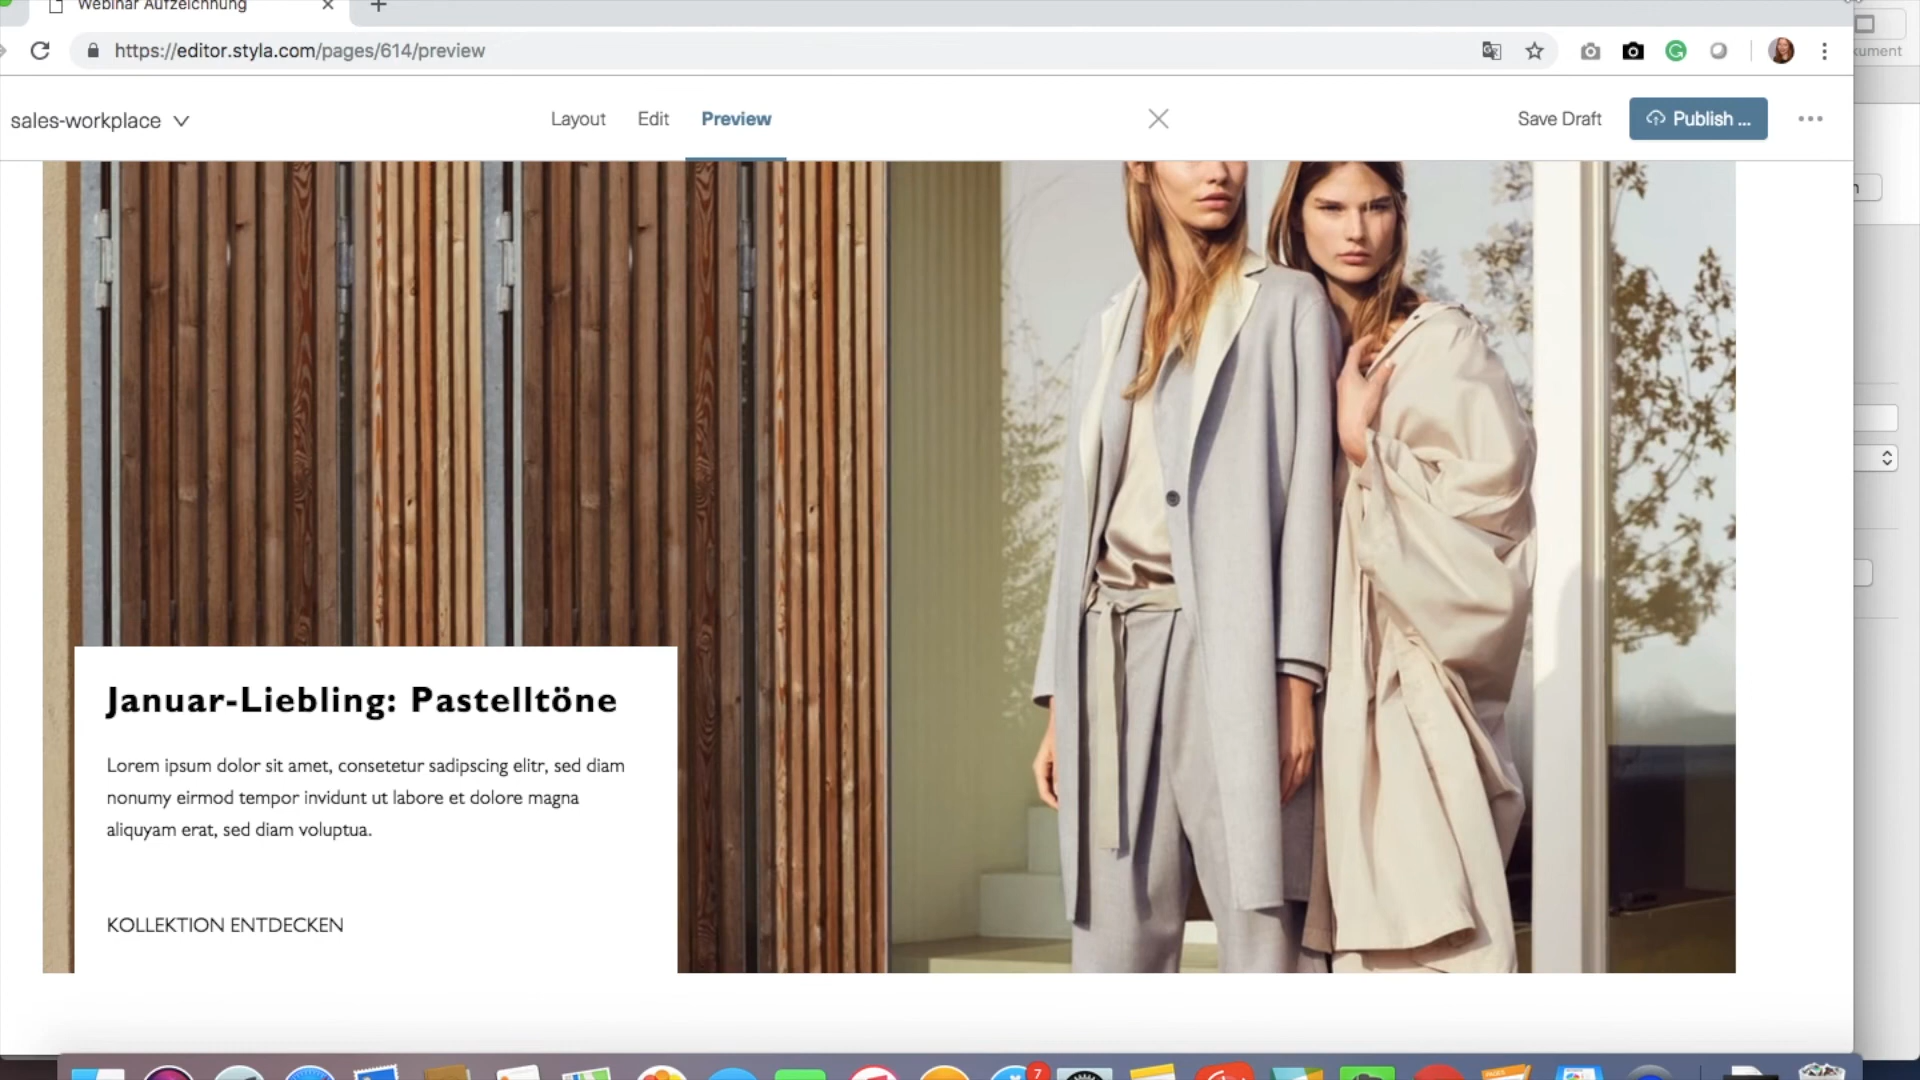 Webinar Aufzeichnung
https://editor.styla.com/pages/614/preview
sales-workplace
Layout
Edit
Preview
Save Draft
Publish ...
Januar-Liebling: Pastelltöne
Lorem ipsum dolor sit amet, consetetur sadipscing elitr, sed diam
nonumy eirmod tempor invidunt ut labore et dolore magna
aliquyam erat, sed diam voluptua.
KOLLEKTION ENTDECKEN
7
PAGES